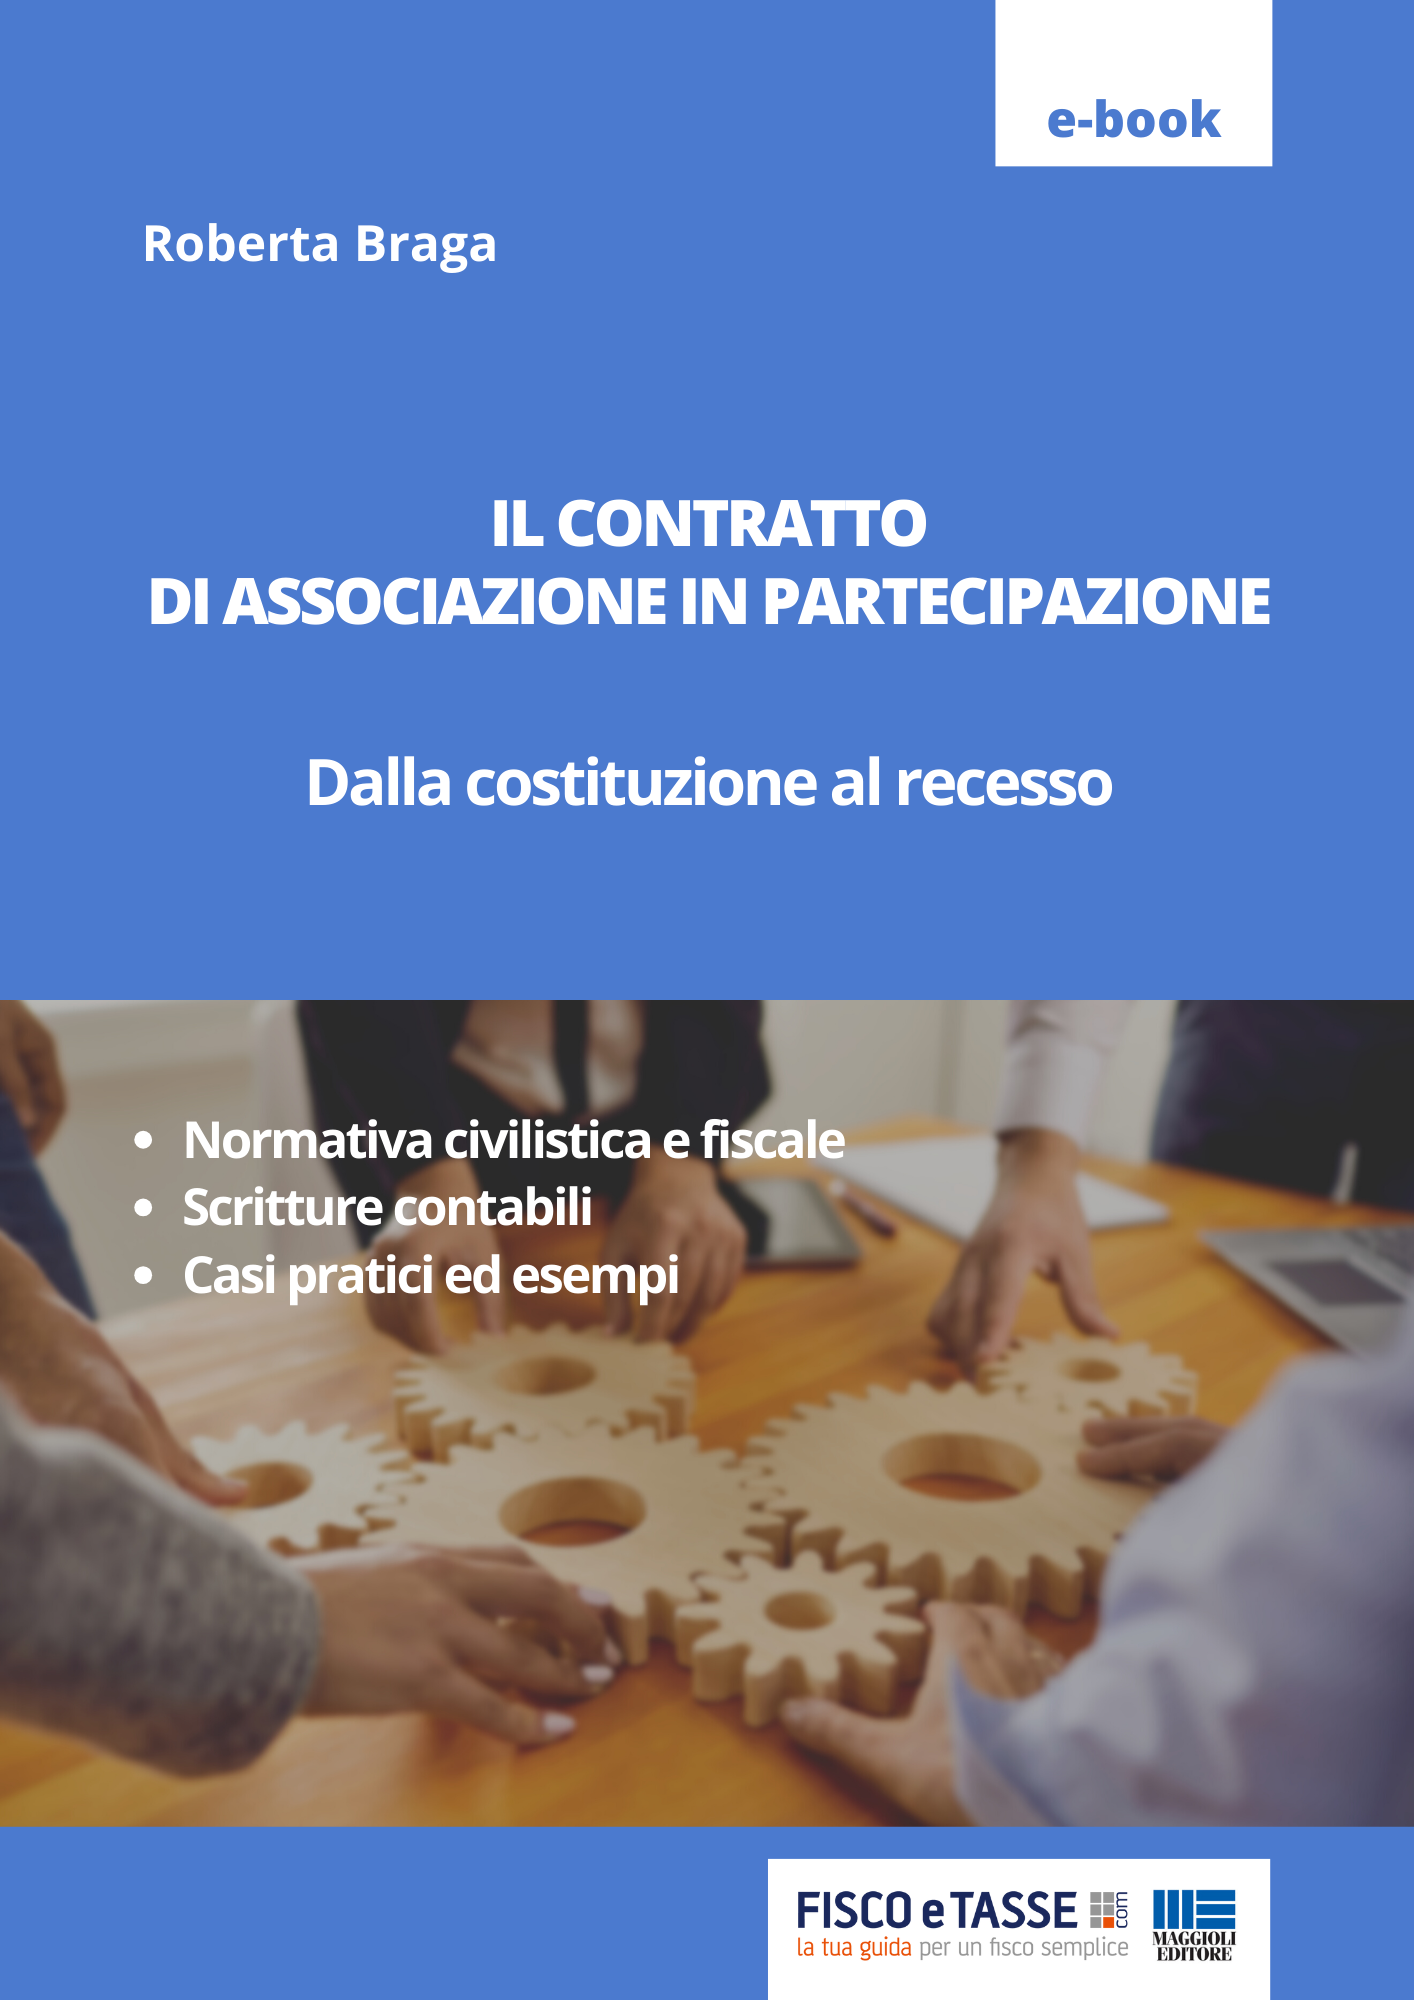 e-book
Roberta Braga
IL CONTRATTO
DI ASSOCIAZIONE IN PARTECIPAZIONE
Dalla costituzione al recesso
• Normativa civilistica e fiscale
• Scritture contabili
• Casi pratici ed esempi
FISCO e TASSE .com
la tua guida per un fisco semplice
MAGGIOLI
EDITORE